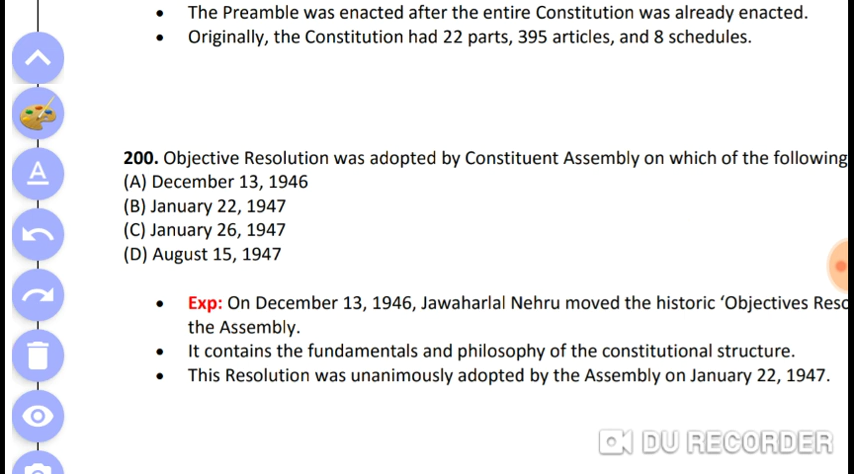 • The Preamble was enacted after the entire Constitution was already enacted.
• Originally, the Constitution had 22 parts, 395 articles, and 8 schedules.
200. Objective Resolution was adopted by Constituent Assembly on which of the following
(A) December 13, 1946
(B) January 22, 1947
(C) January 26, 1947
(D) August 15, 1947
• Exp: On December 13, 1946, Jawaharlal Nehru moved the historic ‘Objectives
the Assembly.
• It contains the fundamentals and philosophy of the constitutional structure.
• This Resolution was unanimously adopted by the Assembly on January 22, 1947.
A
DU RECORDER